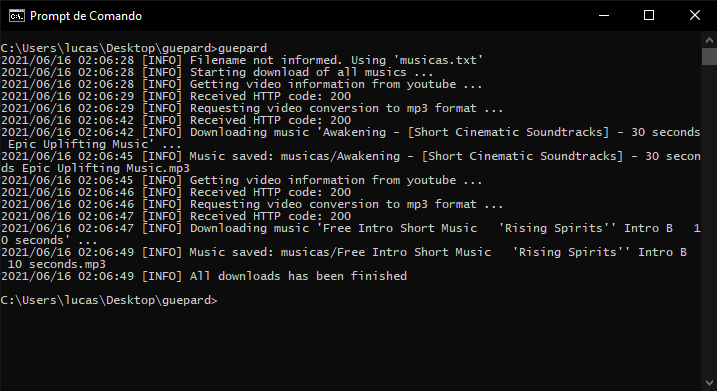 Prompt de Comando
C:\Users\lucas\Desktop\guepard>guepard
2021/06/16 02:06:28 [INFO] Filename not informed. Using 'musicas.txt'
2021/06/16 02:06:28 [INFO] Starting download of all musics ...
2021/06/16 02:06:28 [INFO] Getting video information from youtube ...
2021/06/16 02:06:29 [INFO] Received HTTP code: 200
2021/06/16 02:06:29 [INFO] Requesting video conversion to mp3 format ...
2021/06/16 02:06:42 [INFO] Received HTTP code: 200
2021/06/16 02:06:42 [INFO] Downloading music 'Awakening - [Short Cinematic Soundtracks] - 30 seconds
 Epic Uplifting Music' ...
2021/06/16 02:06:45 [INFO] Music saved: musicas/Awakening - [Short Cinematic Soundtracks] - 30 secon
ds Epic Uplifting Music.mp3
2021/06/16 02:06:45 [INFO] Getting video information from youtube ...
2021/06/16 02:06:46 [INFO] Received HTTP code: 200
2021/06/16 02:06:46 [INFO] Requesting video conversion to mp3 format ...
2021/06/16 02:06:47 [INFO] Received HTTP code: 200
2021/06/16 02:06:47 [INFO] Downloading music 'Free Intro Short Music   'Rising Spirits'' Intro B   1
0 seconds' ...
2021/06/16 02:06:49 [INFO] Music saved: musicas/Free Intro Short Music   'Rising Spirits'' Intro B
 10 seconds.mp3
2021/06/16 02:06:49 [INFO] All downloads has been finished
C:\Users\lucas\Desktop\guepard>